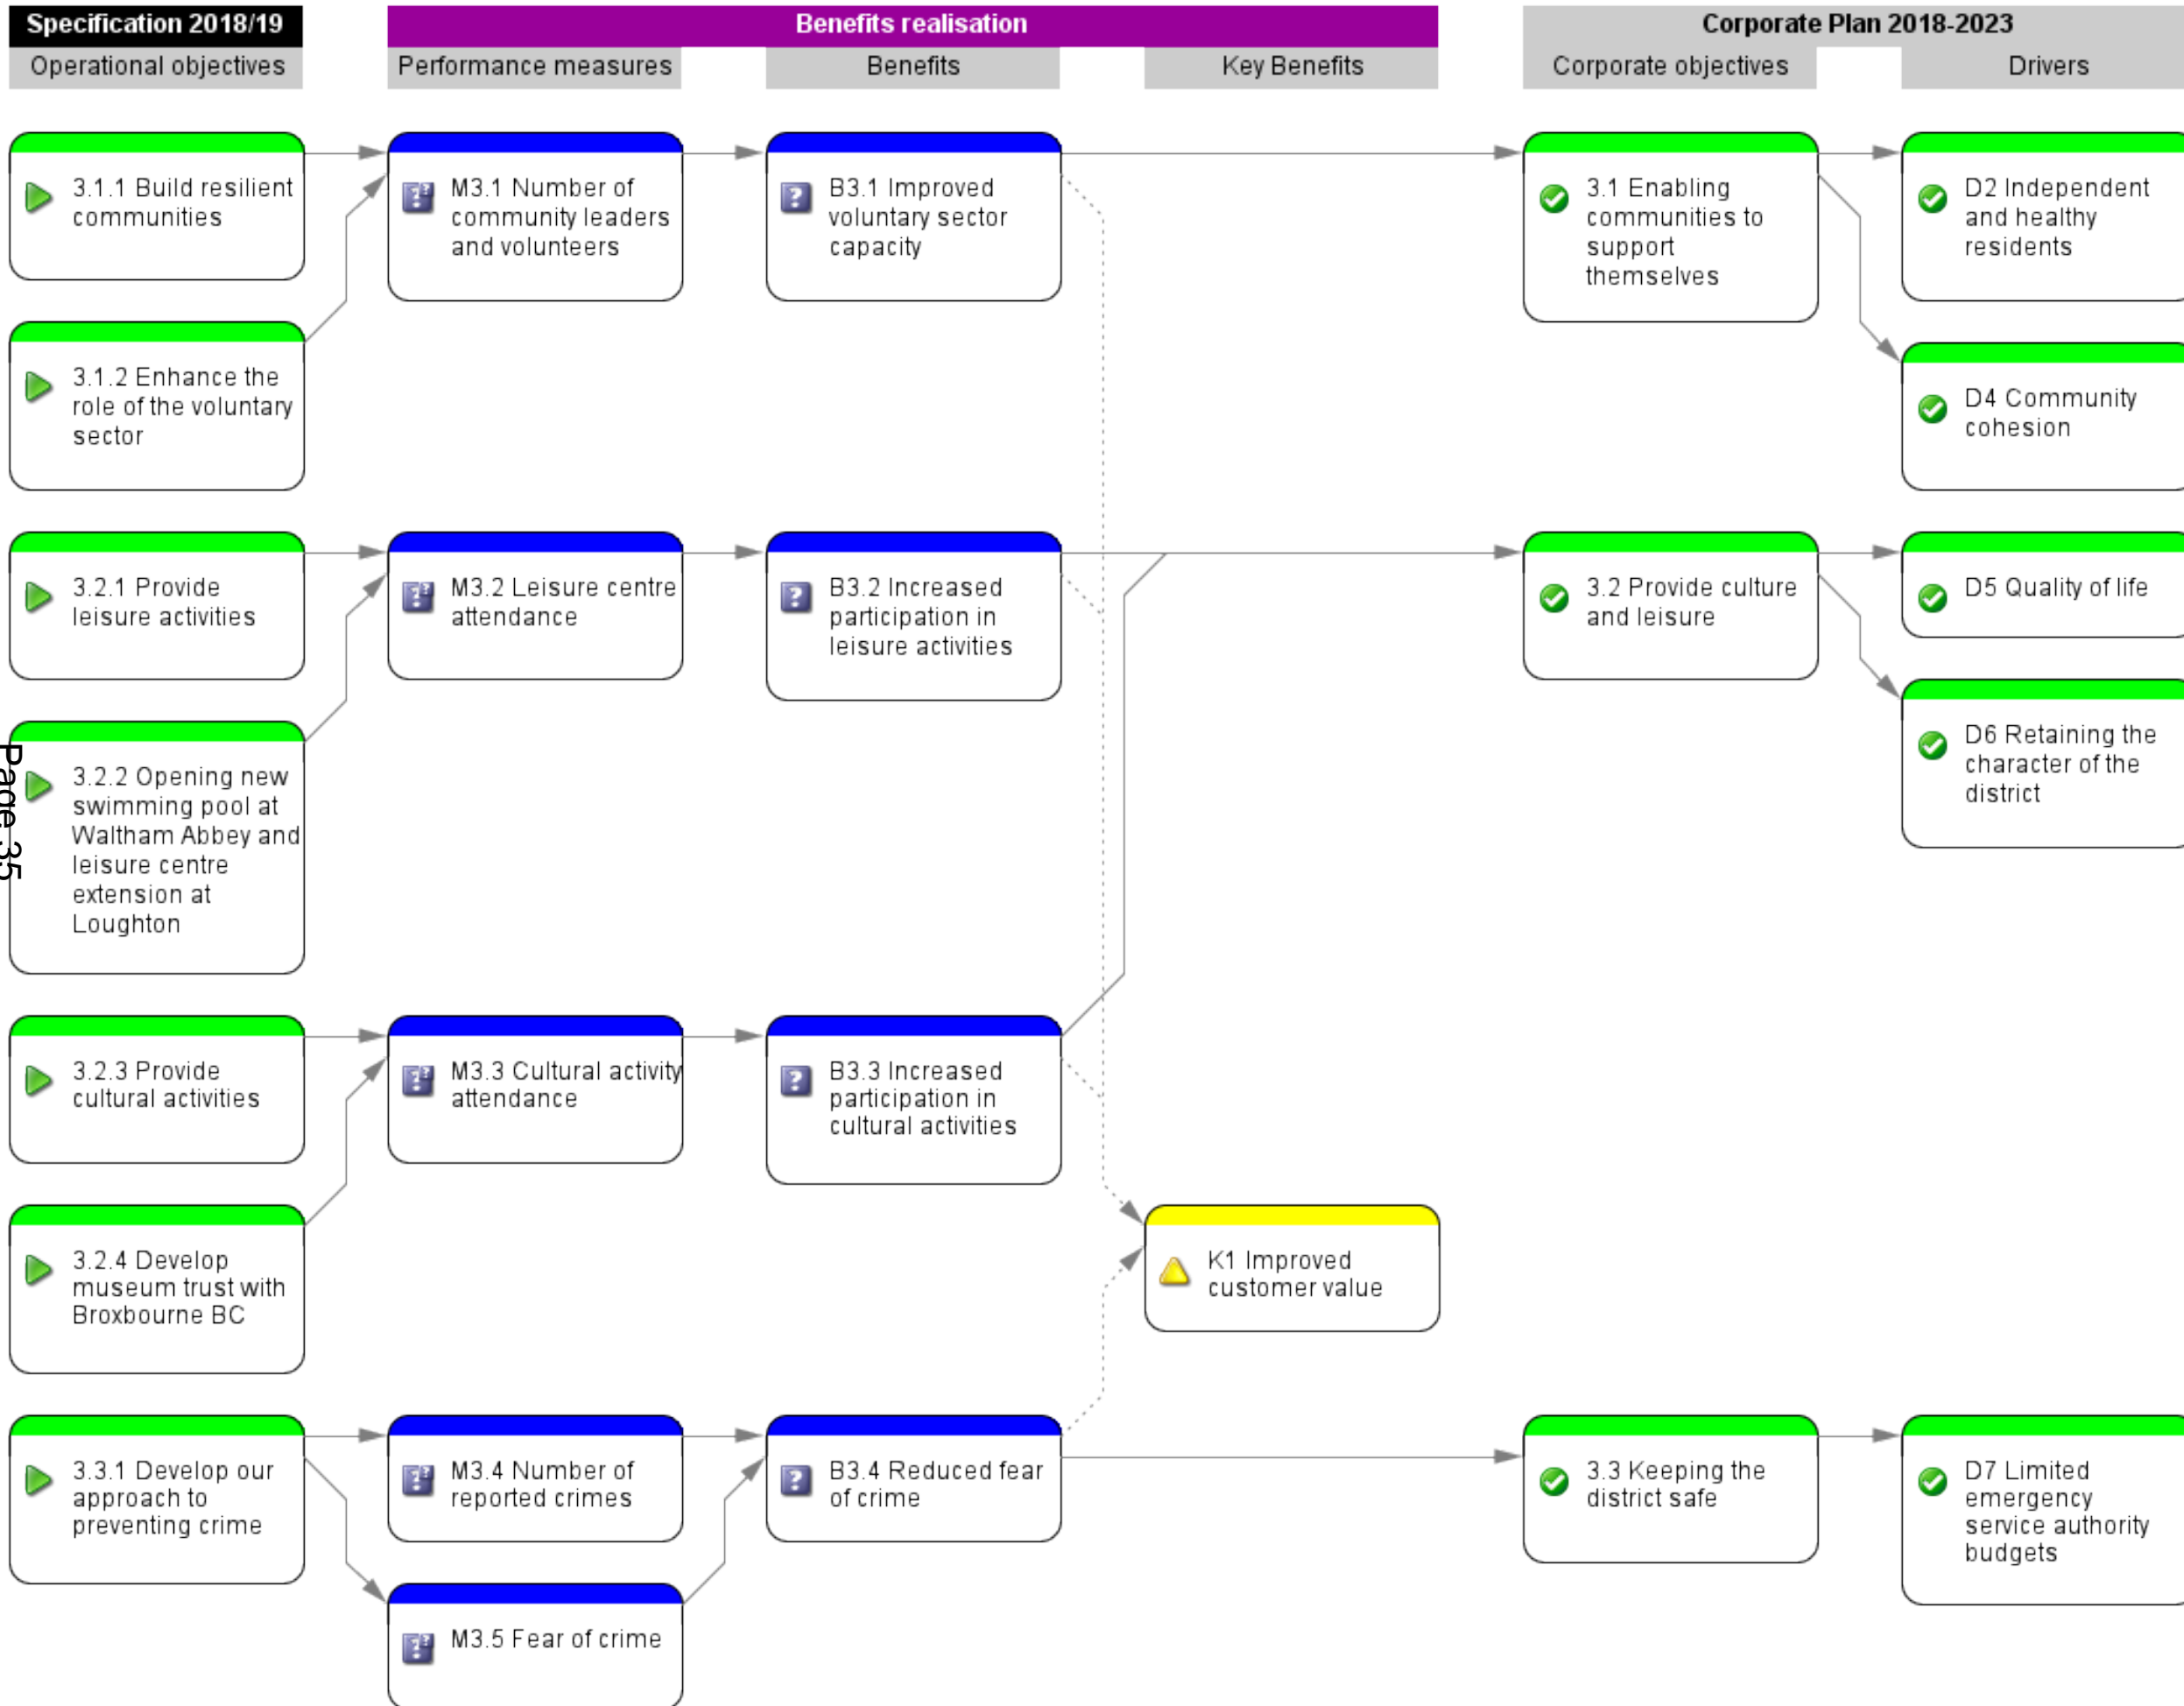 Specification 2018/19
Benefits realisation
Corporate Plan 2018-2023
Operational objectives
Performance measures
Benefits
Key Benefits
Corporate objectives
Drivers
3.1.1 Build resilient
communities
M3.1 Number of
community leaders
and volunteers
B3.1 Improved
voluntary sector
capacity
3.1 Enabling
communities to
support
themselves
D2 Independent
and healthy
residents
3.1.2 Enhance the
role of the voluntary
sector
D4 Community
cohesion
3.2.1 Provide
leisure activities
M3.2 Leisure centre
attendance
B3.2 Increased
participation in
leisure activities
3.2 Provide culture
and leisure
D5 Quality of life
3.2.2 Opening new
swimming pool at
Waltham Abbey and
leisure centre
extension at
Loughton
D6 Retaining the
character of the
district
Page 35
3.2.3 Provide
cultural activities
M3.3 Cultural activity
attendance
B3.3 Increased
participation in
cultural activities
3.2.4 Develop
museum trust with
Broxbourne BC
K1 Improved
customer value
3.3.1 Develop our
approach to
preventing crime
M3.4 Number of
reported crimes
B3.4 Reduced fear
of crime
3.3 Keeping the
district safe
D7 Limited
emergency
service authority
budgets
M3.5 Fear of crime